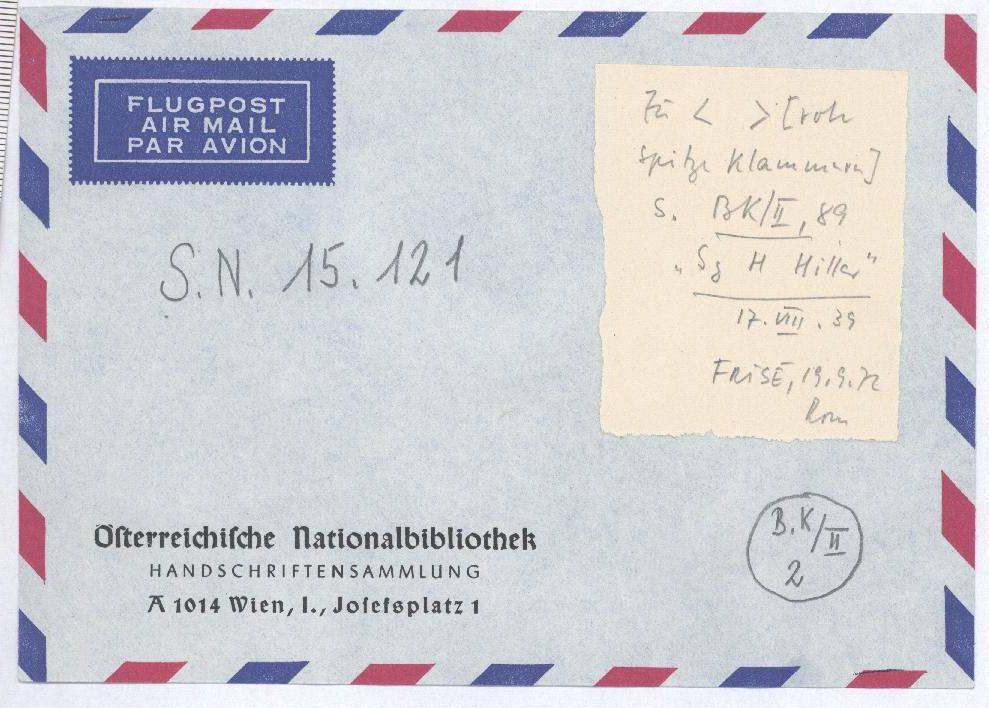 FLUGPOST
AIR MAIL
PAR AVION
Zu < > [rote
spitze Klammern]
s. BK/II, 89
"Sg H Hiller"
17. VIII. 39
FRISÉ, 19.9.72
Rom
S.N. 15.121
B.K/II
2
Öſterreichiſche Nationalbibliothek
HANDSCHRIFTENSAMMLUNG
A 1014 Wien, I., Joſefsplatz 1